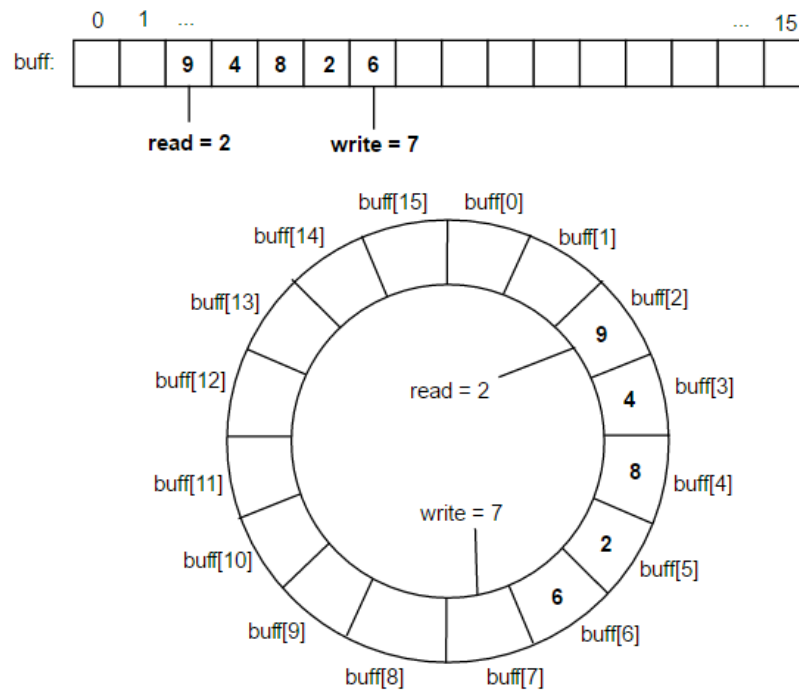 0 1 ... ... 15
buff: 9 4 8 2 6
read = 2 write = 7
buff[15] buff[0]
buff[14] buff[1]
buff[13] buff[2]
9
buff[12] read = 2 4 buff[3]
8
buff[11] write = 7 buff[4]
2
buff[10] buff[5]
6
buff[9] buff[6]
buff[8] buff[7]